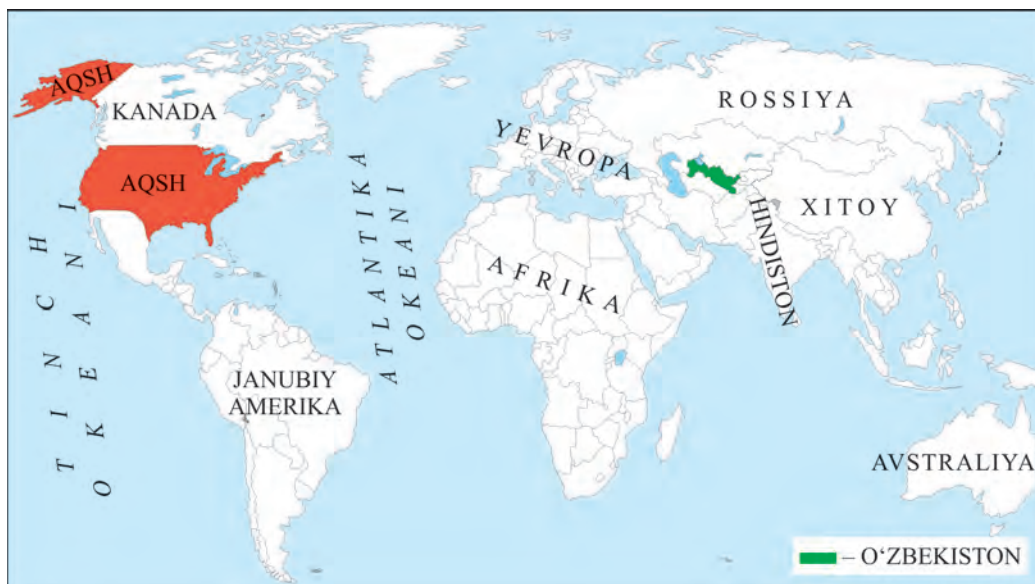 AQSH
KANADA
AQSH
TINCH
OKEANI
ATLANTIKA
OKEANI
YEVROPA
ROSSIYA
XITOY
HINDISTON
AFRIKA
JANUBIY
AMERIKA
AVSTRALIYA
– O‘ZBEKISTON